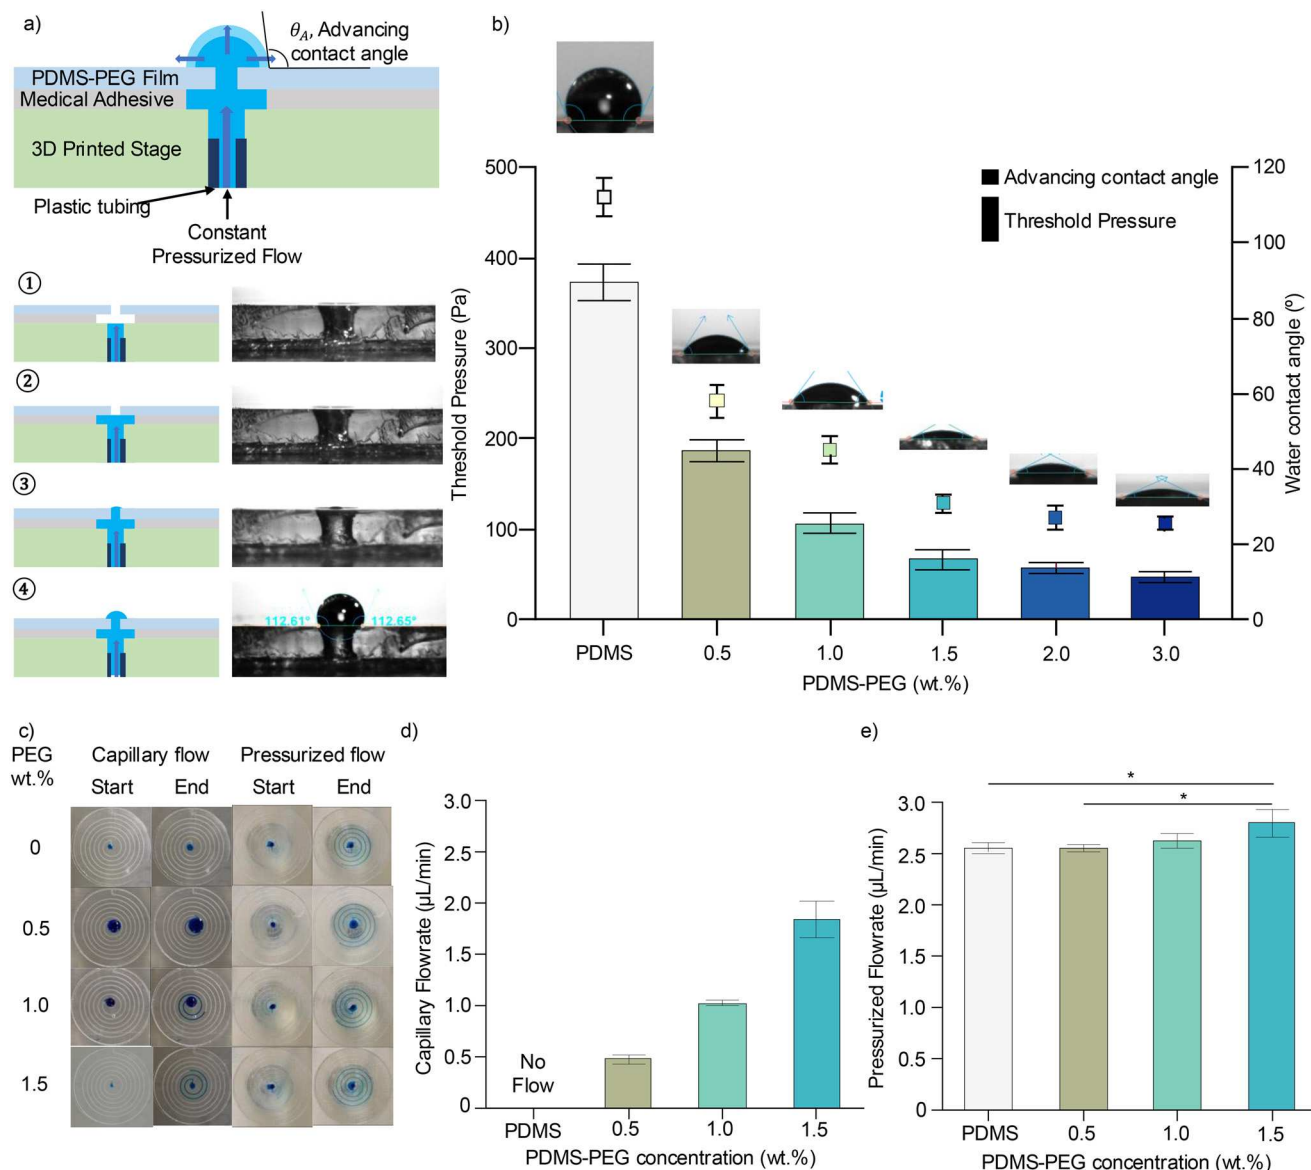 a)
θA, Advancing
contact angle
PDMS-PEG Film
Medical Adhesive
3D Printed Stage
Plastic tubing
Constant
Pressurized Flow
①
②
③
④
112.61° 112.65°
b)
Advancing contact angle
Threshold Pressure
Threshold Pressure (Pa)
500
400
300
200
100
0
Water contact angle (º)
120
100
80
60
40
20
0
PDMS 0.5 1.0 1.5 2.0 3.0
PDMS-PEG (wt.%)
c)
PEG
wt.%
Capillary flow Pressurized flow
Start End Start End
0
0.5
1.0
1.5
d)
Capillary Flowrate (µL/min)
3.0
2.5
2.0
1.5
1.0
0.5
0
No
Flow
PDMS 0.5 1.0 1.5
PDMS-PEG concentration (wt.%)
e)
*
*
Pressurized Flowrate (µL/min)
3.0
2.5
2.0
1.5
1.0
0.5
0
PDMS 0.5 1.0 1.5
PDMS-PEG concentration (wt.%)